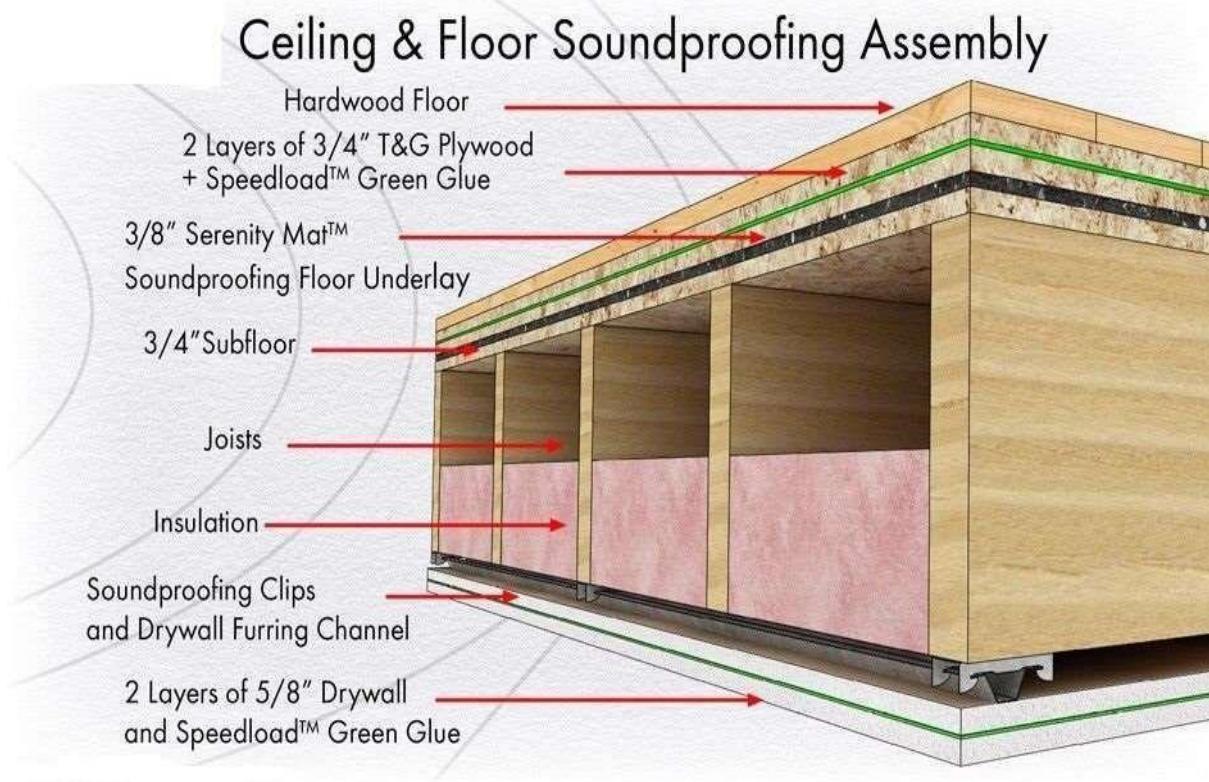 Ceiling & Floor Soundproofing Assembly
Hardwood Floor
2 Layers of 3/4” T&G Plywood
+ Speedload™ Green Glue
3/8” Serenity Mat™
Soundproofing Floor Underlay
3/4”Subfloor
Joists
Insulation
Soundproofing Clips
and Drywall Furring Channel
2 Layers of 5/8” Drywall
and Speedload™ Green Glue